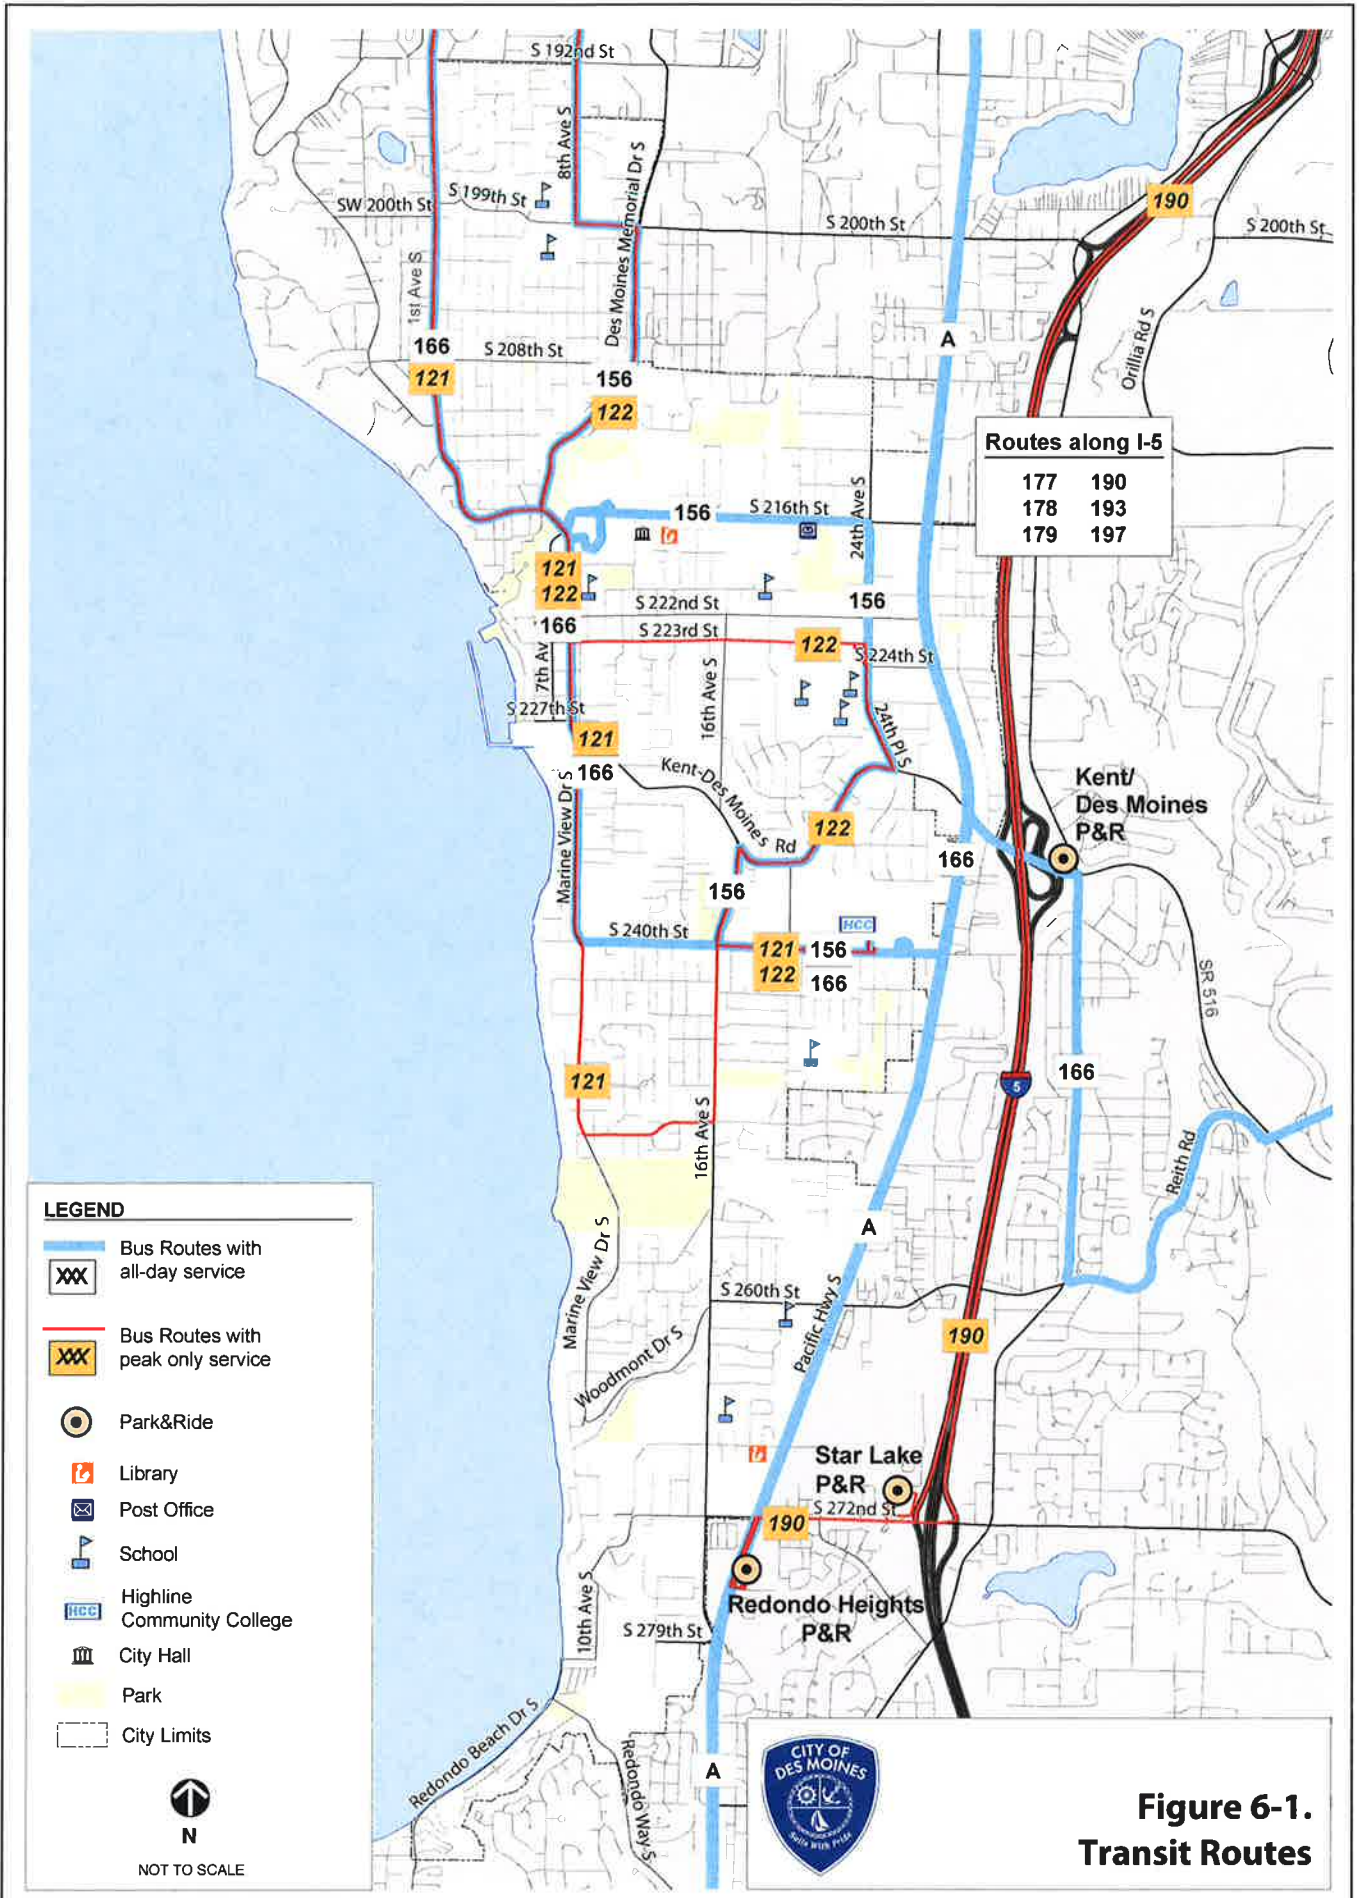 S 192nd St
8th Ave S
Des Moines Memorial Dr S
S 199th St
SW 200th St
S 200th St
S 200th St
190
1st Ave S
A
Orillia Rd S
166
121
S 208th St
156
122
Routes along I-5
177 190
178 193
179 197
156
S 216th St
24th Ave S
121
122
166
S 222nd St
156
S 223rd St
122
S 224th St
7th Av
16th Ave S
S 227th St
24th Pl S
121
166
Kent-Des Moines Rd
Kent/
Des Moines
P&R
122
Marine View Dr S
166
156
HCC
S 240th St
121
122
156
166
SR 516
121
5
166
16th Ave S
Reith Rd
A
Marine View Dr S
S 260th St
Pacific Hwy S
190
Woodmont Dr S
Star Lake
P&R
S 272nd St
190
Redondo Heights
P&R
10th Ave S
S 279th St
Redondo Beach Dr S
Redondo Way S
A
LEGEND
XXX
Bus Routes with
all-day service
XXX
Bus Routes with
peak only service
Park&Ride
Library
Post Office
School
HCC
Highline
Community College
City Hall
Park
City Limits
N
NOT TO SCALE
CITY OF
DES MOINES
Sails With Pride
Figure 6-1.
Transit Routes